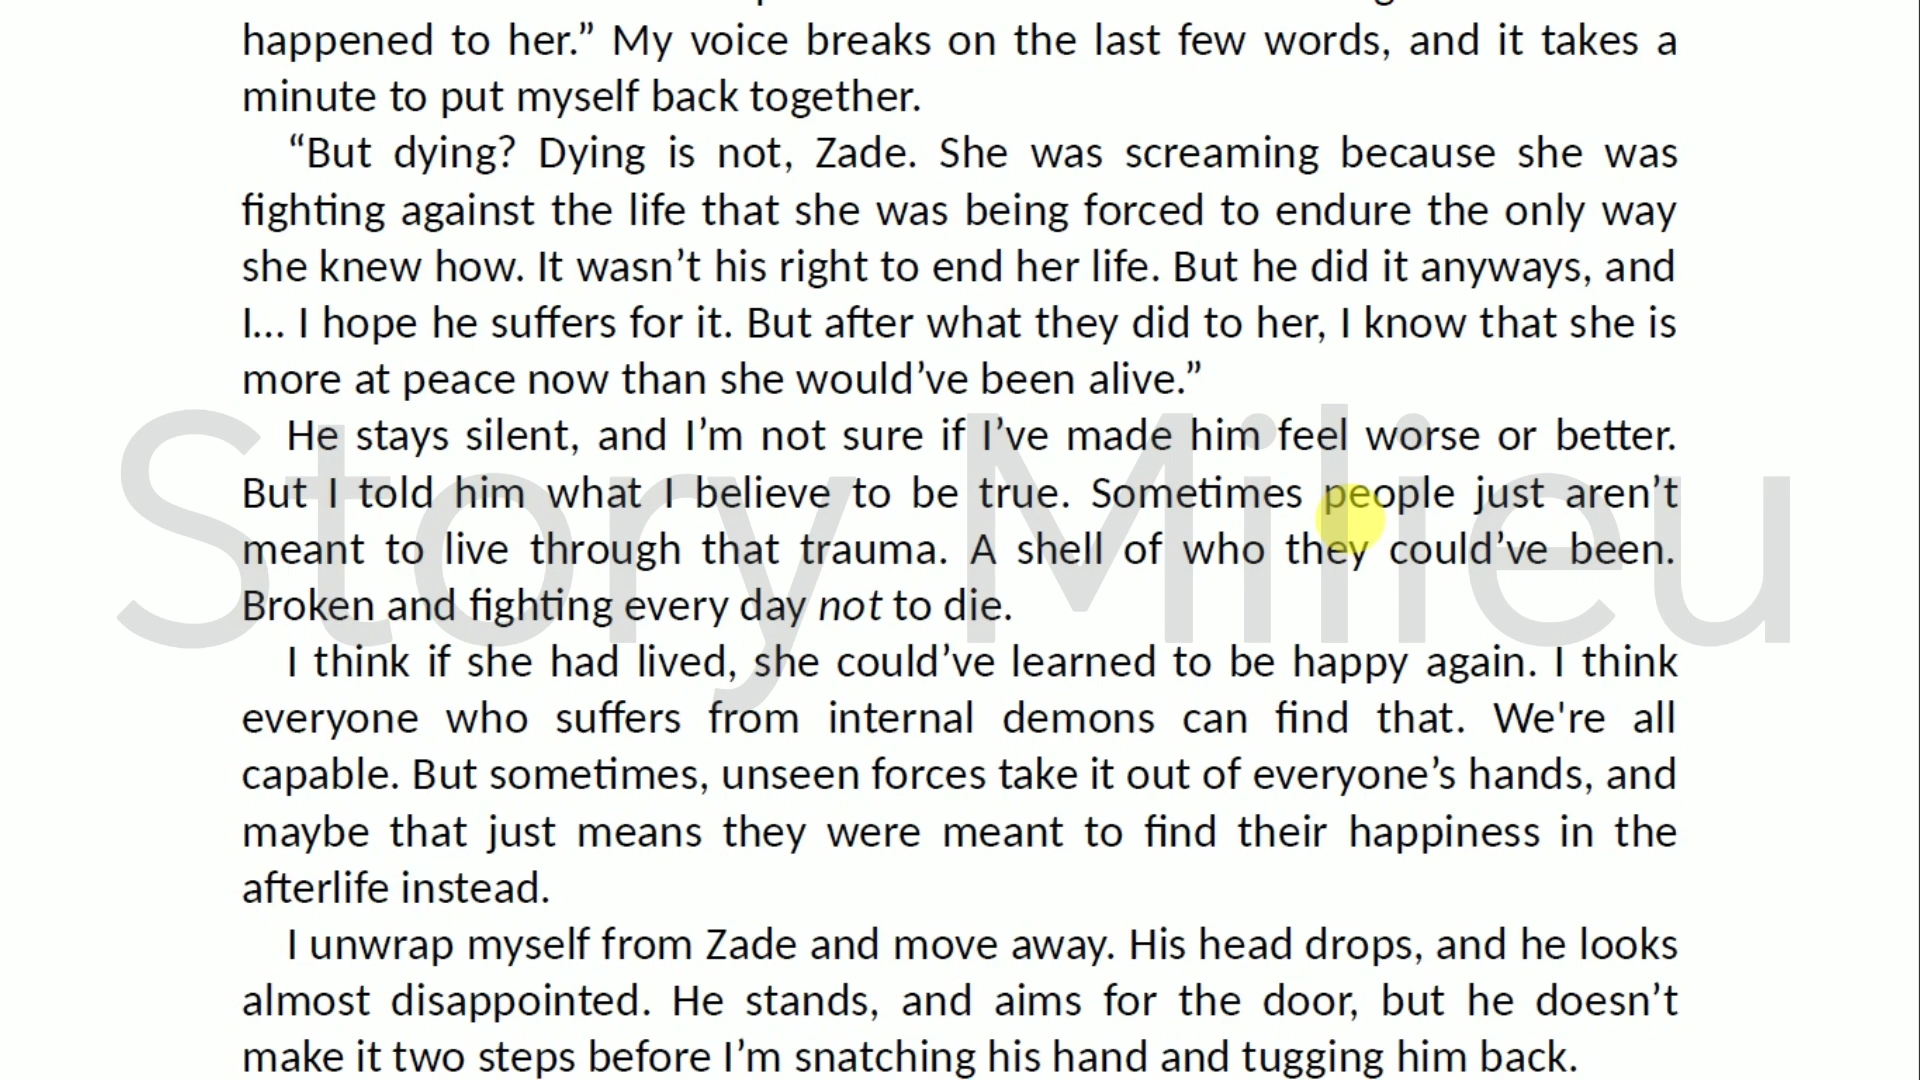 happened to her.” My voice breaks on the last few words, and it takes a
minute to put myself back together.
“But dying? Dying is not, Zade. She was screaming because she was
fighting against the life that she was being forced to endure the only way
she knew how. It wasn’t his right to end her life. But he did it anyways, and
I… I hope he suffers for it. But after what they did to her, I know that she is
more at peace now than she would’ve been alive.”
He stays silent, and I’m not sure if I’ve made him feel worse or better.
But I told him what I believe to be true. Sometimes people just aren’t
meant to live through that trauma. A shell of who they could’ve been.
Broken and fighting every day not to die.
I think if she had lived, she could’ve learned to be happy again. I think
everyone who suffers from internal demons can find that. We're all
capable. But sometimes, unseen forces take it out of everyone’s hands, and
maybe that just means they were meant to find their happiness in the
afterlife instead.
I unwrap myself from Zade and move away. His head drops, and he looks
almost disappointed. He stands, and aims for the door, but he doesn’t
make it two steps before I’m snatching his hand and tugging him back.
Story Milieu